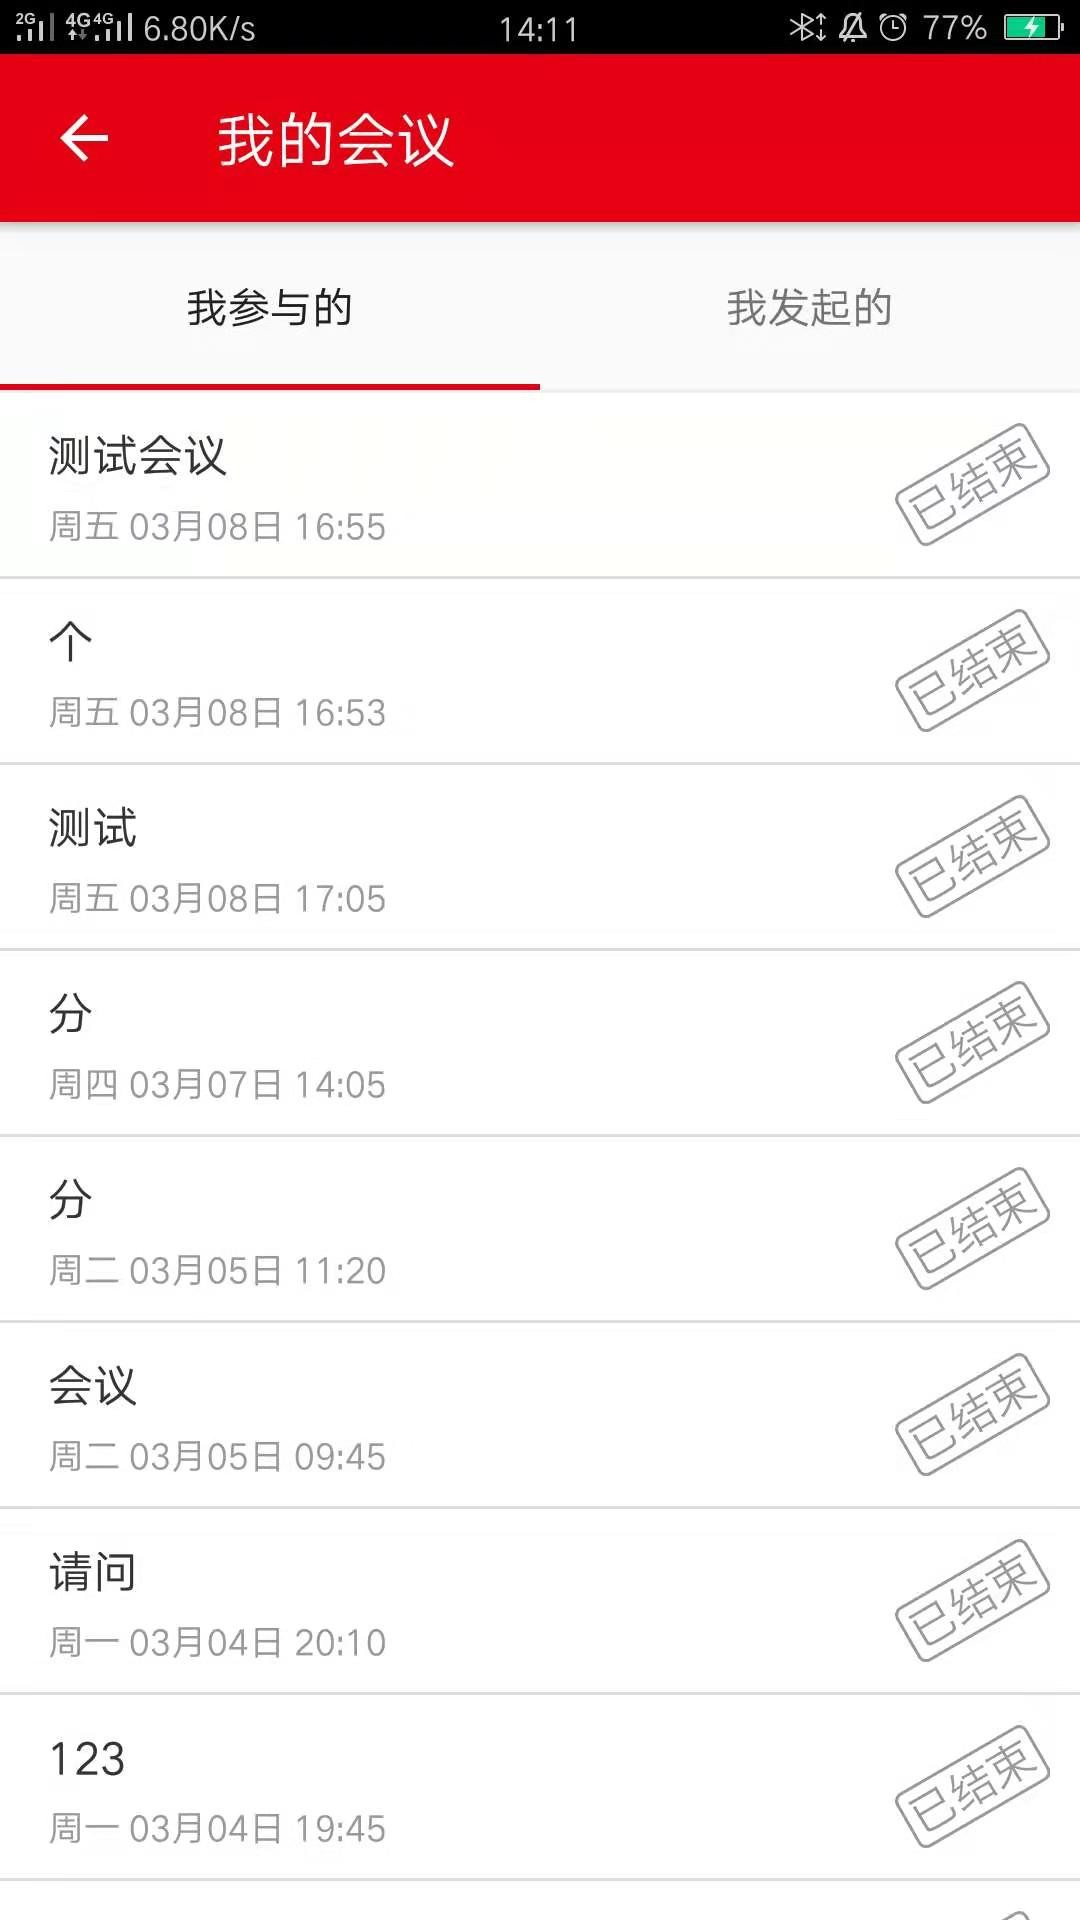 2G 4G 4G 6.80K/s 14:11 77%
我的会议
我参与的 我发起的
测试会议
周五 03月08日 16:55
已结束
个
周五 03月08日 16:53
已结束
测试
周五 03月08日 17:05
已结束
分
周四 03月07日 14:05
已结束
分
周二 03月05日 11:20
已结束
会议
周二 03月05日 09:45
已结束
请问
周一 03月04日 20:10
已结束
123
周一 03月04日 19:45
已结束